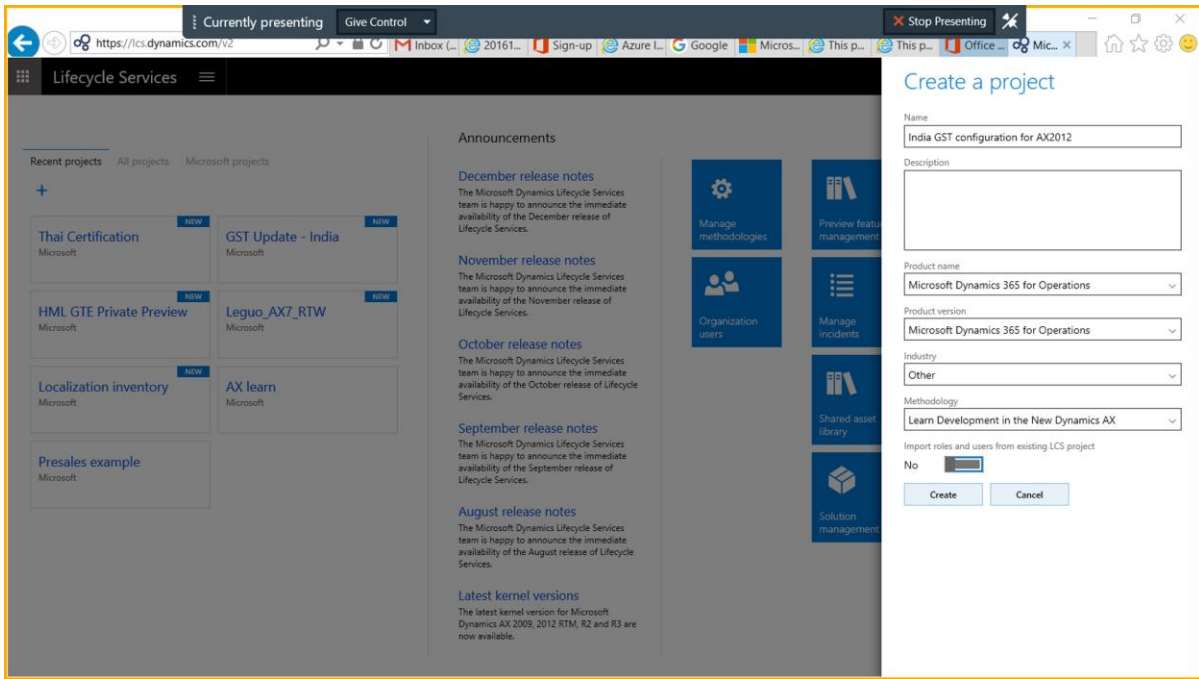 Currently presenting Give Control
Stop Presenting
https://lcs.dynamics.com/v2
Inbox (...
20161...
Sign-up
Azure I...
Google
Micros...
This p...
This p...
Office ...
Mic...
Lifecycle Services
Recent projects All projects Microsoft projects
+
NEW
Thai Certification
Microsoft
NEW
GST Update - India
Microsoft
NEW
HML GTE Private Preview
Microsoft
NEW
Leguo_AX7_RTW
Microsoft
NEW
Localization inventory
Microsoft
AX learn
Microsoft
Presales example
Microsoft
Announcements
December release notes
The Microsoft Dynamics Lifecycle Services
team is happy to announce the immediate
availability of the December release of
Lifecycle Services.
November release notes
The Microsoft Dynamics Lifecycle Services
team is happy to announce the immediate
availability of the November release of
Lifecycle Services.
October release notes
The Microsoft Dynamics Lifecycle Services
team is happy to announce the immediate
availability of the October release of Lifecycle
Services.
September release notes
The Microsoft Dynamics Lifecycle Services
team is happy to announce the immediate
availability of the September release of
Lifecycle Services.
August release notes
The Microsoft Dynamics Lifecycle Services
team is happy to announce the immediate
availability of the August release of Lifecycle
Services.
Latest kernel versions
The latest kernel version for Microsoft
Dynamics AX 2009, 2012 RTM, R2 and R3 are
now available.
Manage
methodologies
Preview featu
management
Organization
users
Manage
incidents
Shared asset
library
Solution
management
Create a project
Name
India GST configuration for AX2012
Description
Product name
Microsoft Dynamics 365 for Operations
Product version
Microsoft Dynamics 365 for Operations
Industry
Other
Methodology
Learn Development in the New Dynamics AX
Import roles and users from existing LCS project
No
Create Cancel